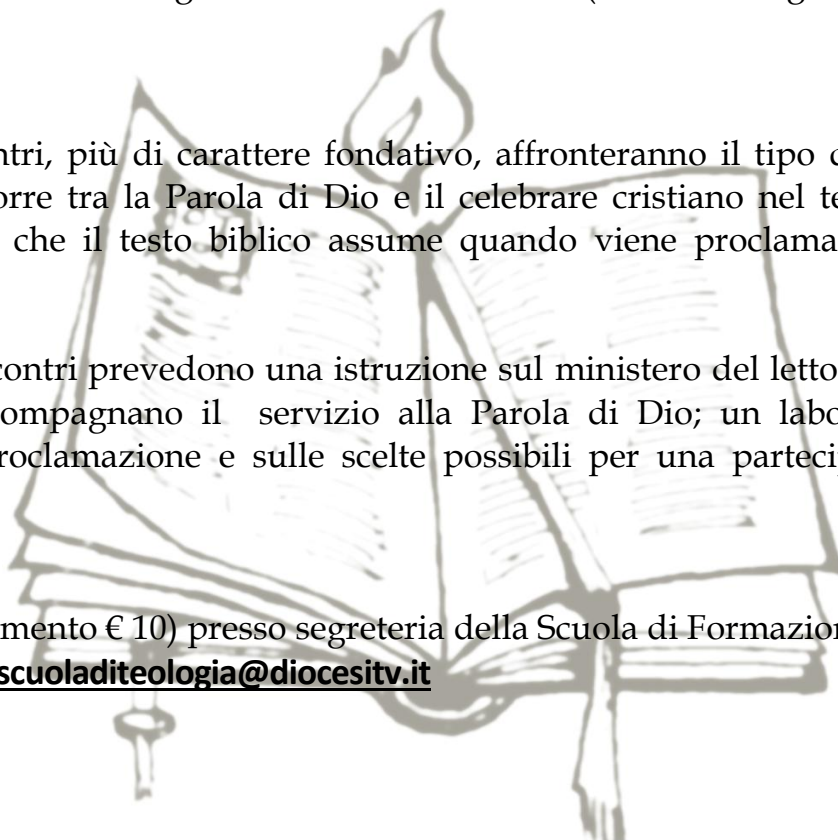 ntri, più di carattere fondativo, affronteranno il tipo
orre tra la Parola di Dio e il celebrare cristiano nel te
che il testo biblico assume quando viene proclama
contri prevedono una istruzione sul ministero del letto
compagnano il servizio alla Parola di Dio; un labo
roclamazione e sulle scelte possibili per una parteci
mento € 10) presso segreteria della Scuola di Formazion
scuoladiteologia@diocesitv.it